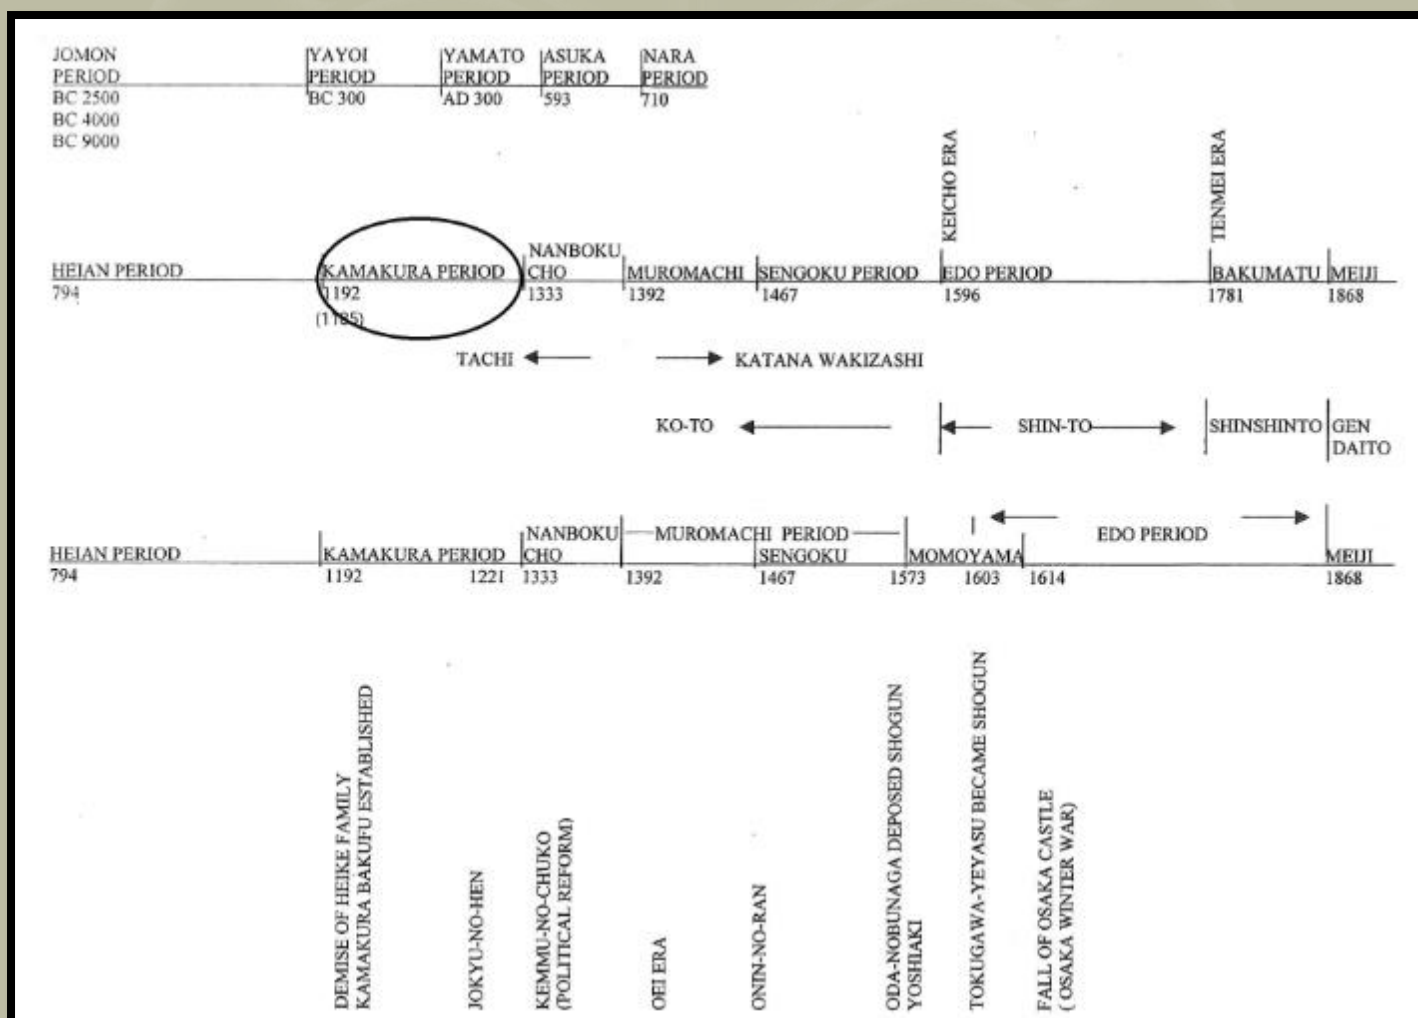 JOMON
PERIOD
BC 2500
BC 4000
BC 9000
YAYOI
PERIOD
BC 300
YAMATO
PERIOD
AD 300
ASUKA
PERIOD
593
NARA
PERIOD
710
KEICHO ERA
TENMEI ERA
HEIAN PERIOD
794
KAMAKURA PERIOD
1192
(1185)
NANBOKU
CHO
1333
MUROMACHI
1392
SENGOKU PERIOD
1467
EDO PERIOD
1596
BAKUMATU
1781
MEIJI
1868
TACHI
KATANA WAKIZASHI
KO-TO
SHIN-TO
SHINSHINTO
GEN
DAITO
HEIAN PERIOD
794
KAMAKURA PERIOD
1192
1221
NANBOKU
CHO
1333
MUROMACHI PERIOD
1392
SENGOKU
1467
MOMOYAMA
1573
1603
1614
EDO PERIOD
MEIJI
1868
DEMISE OF HEIKE FAMILY
KAMAKURA BAKUFU ESTABLISHED
JOKYU-NO-HEN
KEMMU-NO-CHUKO
(POLITICAL REFORM)
OEI ERA
ONIN-NO-RAN
ODA-NOBUNAGA DEPOSED SHOGUN
YOSHIAKI
TOKUGAWA-YEYASU BECAME SHOGUN
FALL OF OSAKA CASTLE
( OSAKA WINTER WAR)